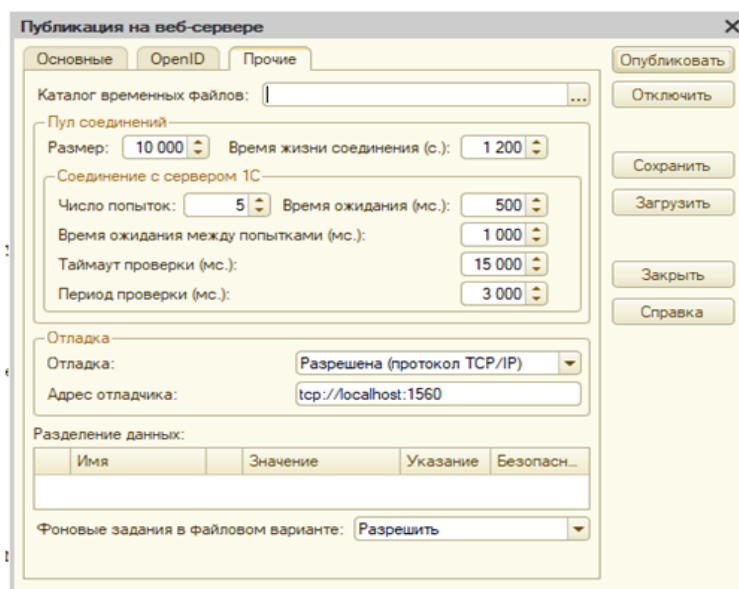 Публикация на веб-сервере
Основные OpenID Прочие
Опубликовать
Отключить
Сохранить
Загрузить
Закрыть
Справка
Каталог временных файлов: ...
Пул соединений
Размер: 10 000 Время жизни соединения (с.): 1 200
Соединение с сервером 1С
Число попыток: 5 Время ожидания (мс.): 500
Время ожидания между попытками (мс.): 1 000
Таймаут проверки (мс.): 15 000
Период проверки (мс.): 3 000
Отладка
Отладка: Разрешена (протокол TCP/IP)
Адрес отладчика: tcp://localhost:1560
Разделение данных:
Имя Значение Указание Безопасн...
Фоновые задания в файловом варианте: Разрешить